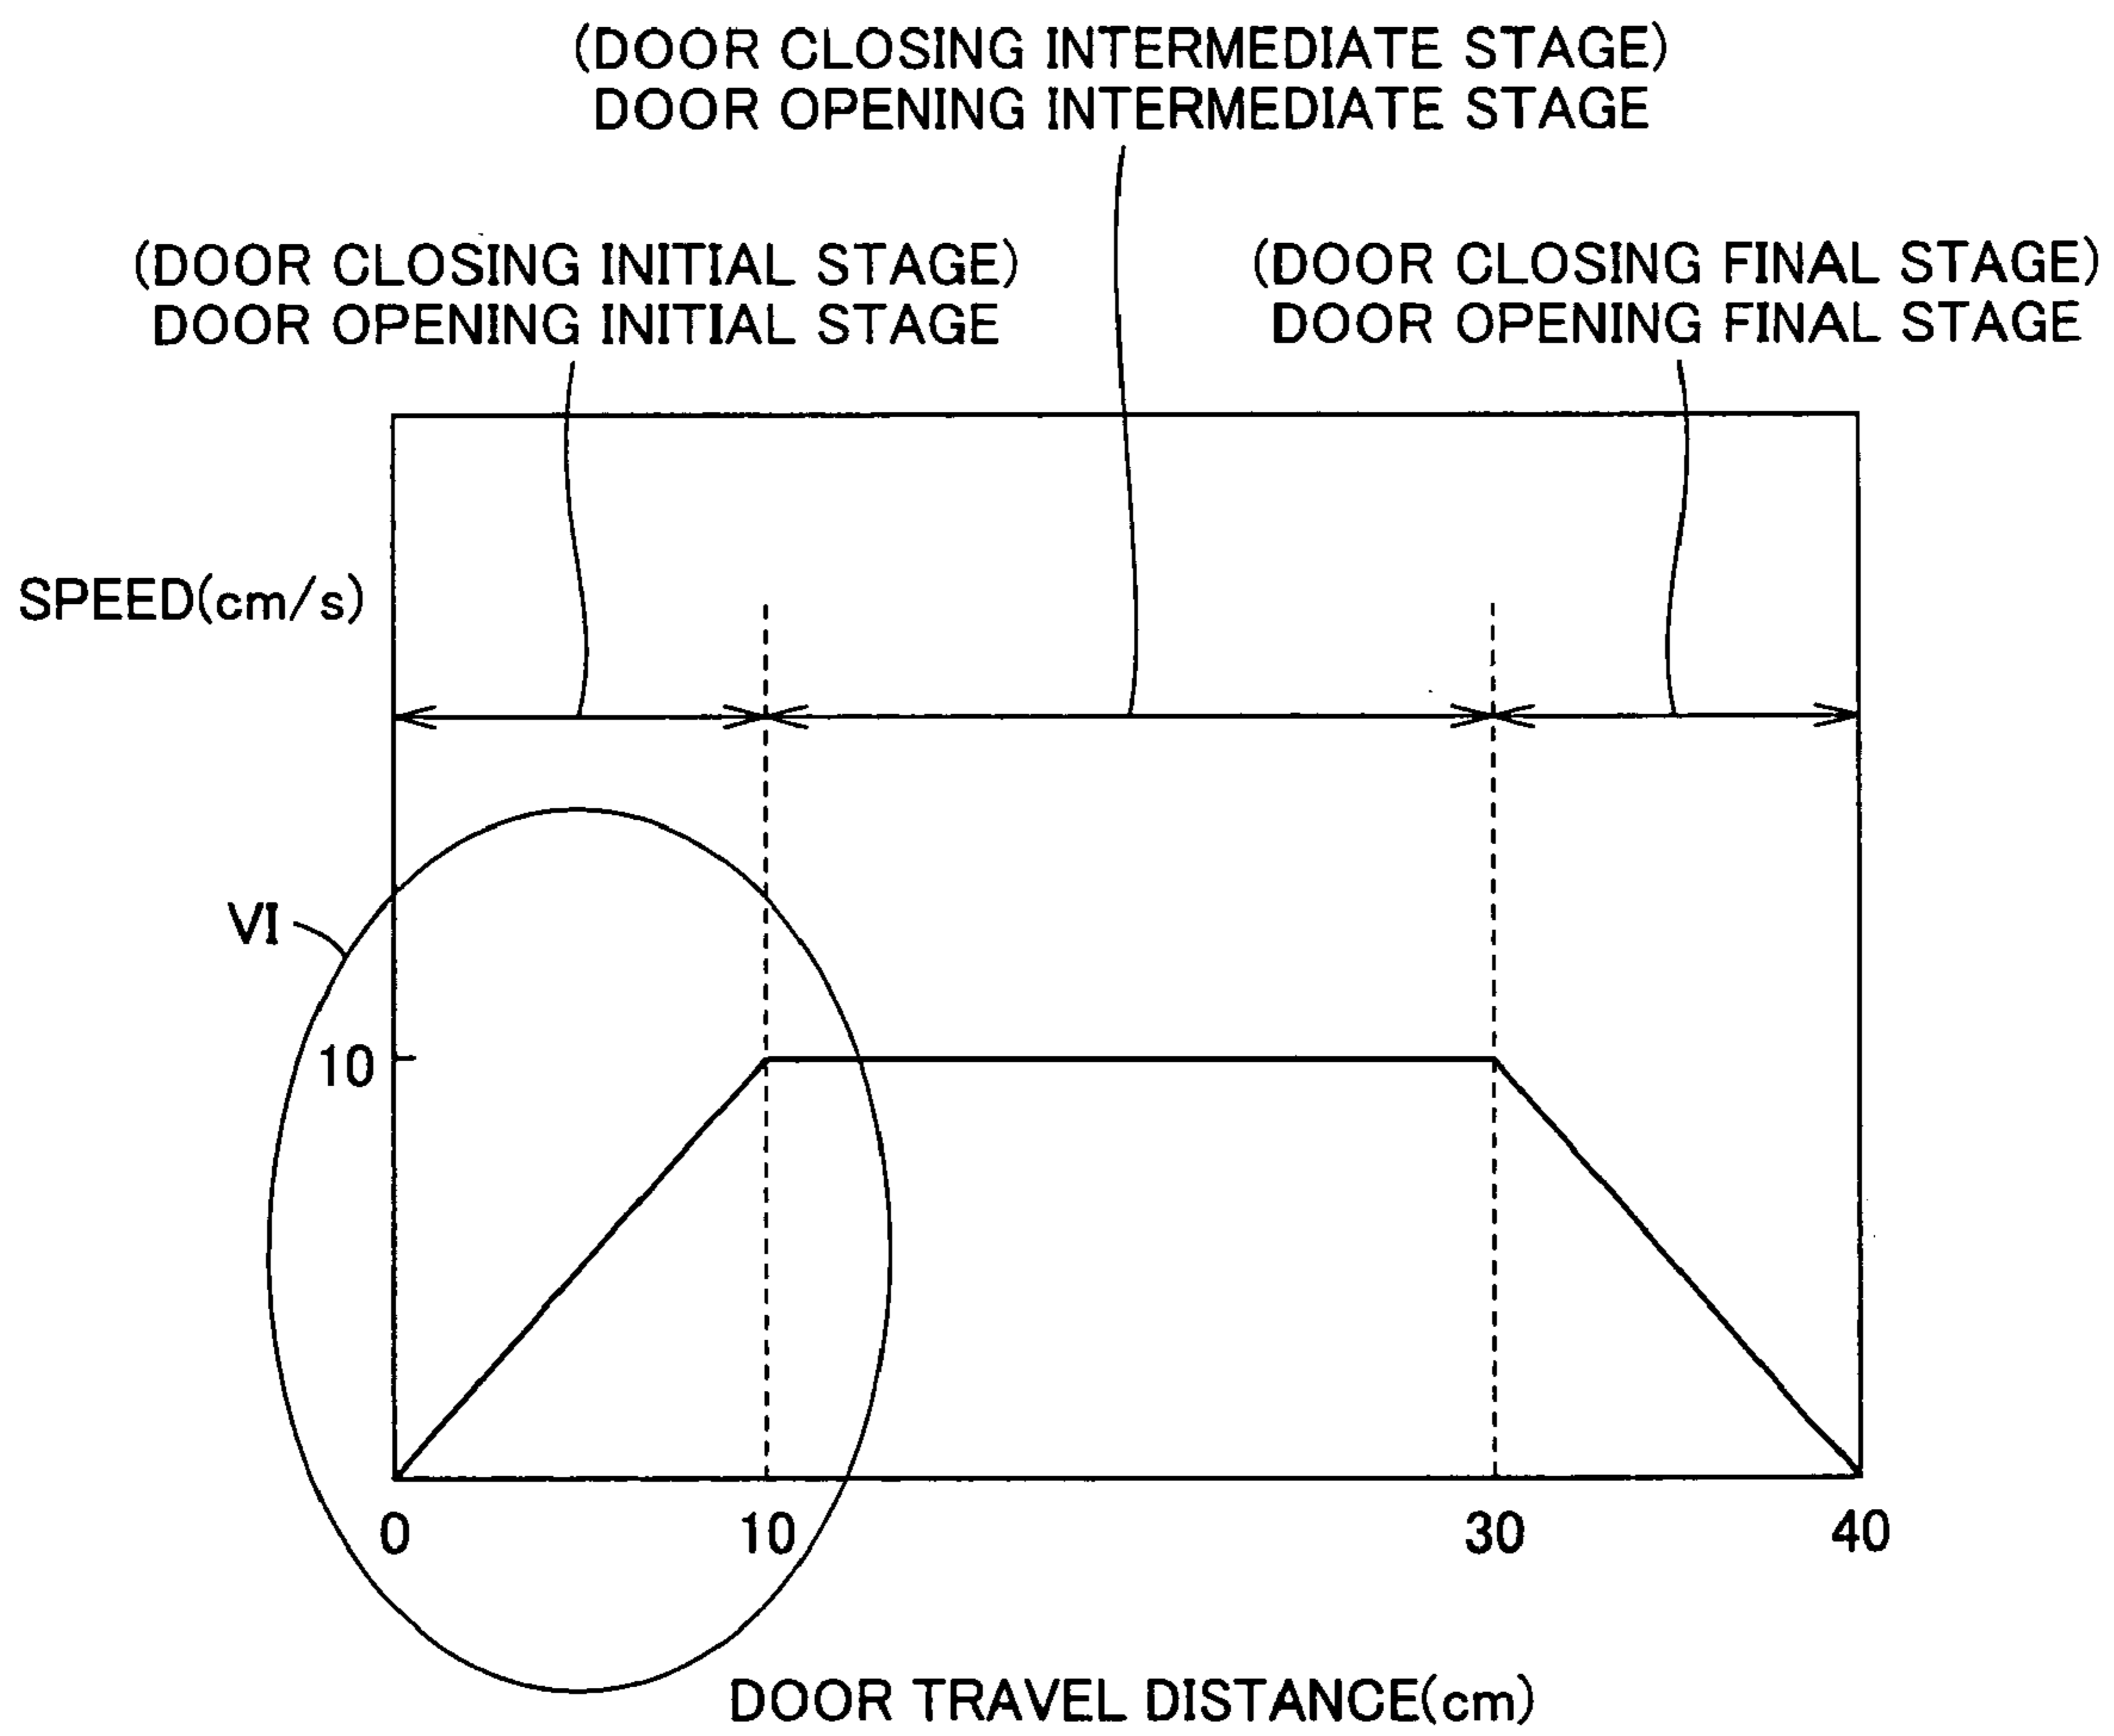 (DOOR CLOSING INTERMEDIATE STAGE)
DOOR OPENING INTERMEDIATE STAGE
(DOOR CLOSING INITIAL STAGE)
DOOR OPENING INITIAL STAGE
(DOOR CLOSING FINAL STAGE)
DOOR OPENING FINAL STAGE
SPEED(cm/s)
VI
10
0
10
30
40
DOOR TRAVEL DISTANCE(cm)